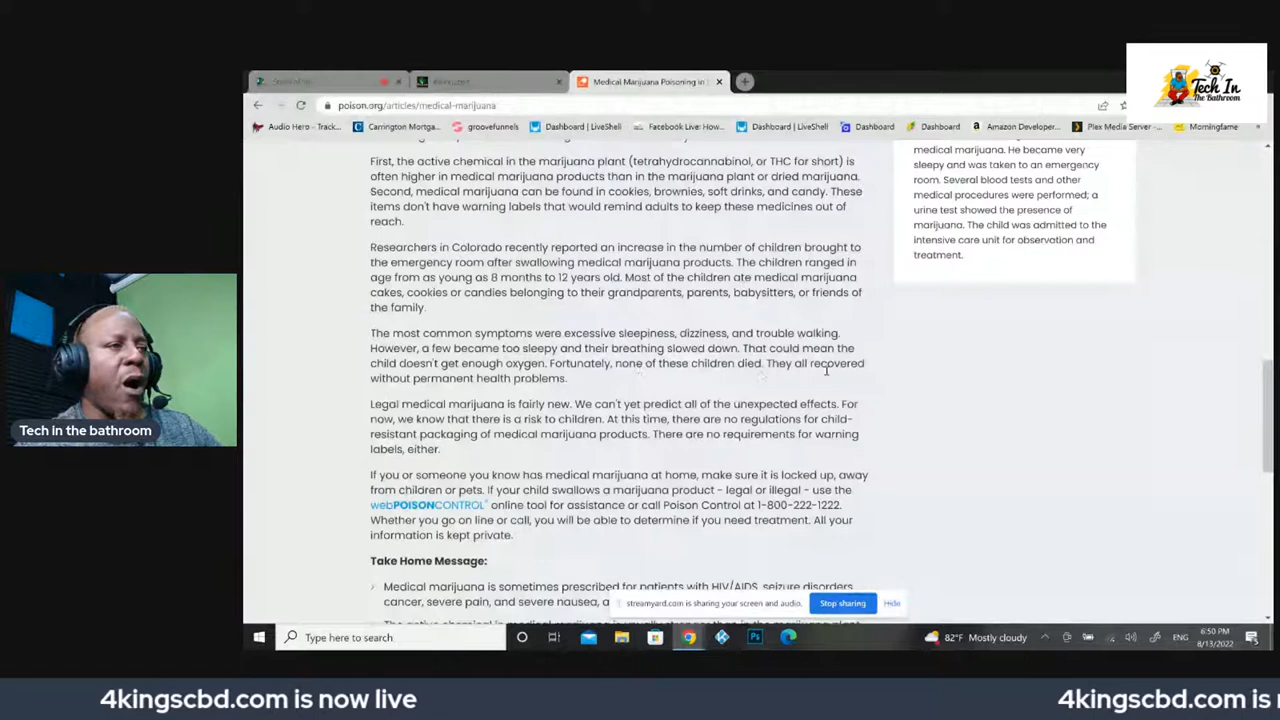 Tech In
The Bathroom
Medical Marijuana Poisoning in
poison.org/articles/medical-marijuana
Audio Hero - Track...
Carrington Mortga...
groovefunnels
Dashboard | LiveShell
Facebook Live: How...
Dashboard | LiveShell
Dashboard
Dashboard
Amazon Developer...
Plex Media Server -...
Morningfame
First, the active chemical in the marijuana plant (tetrahydrocannabinol, or THC for short) is
often higher in medical marijuana products than in the marijuana plant or dried marijuana.
Second, medical marijuana can be found in cookies, brownies, soft drinks, and candy. These
items don't have warning labels that would remind adults to keep these medicines out of
reach.
Researchers in Colorado recently reported an increase in the number of children brought to
the emergency room after swallowing medical marijuana products. The children ranged in
age from as young as 8 months to 12 years old. Most of the children ate medical marijuana
cakes, cookies or candies belonging to their grandparents, parents, babysitters, or friends of
the family.
The most common symptoms were excessive sleepiness, dizziness, and trouble walking.
However, a few became too sleepy and their breathing slowed down. That could mean the
child doesn't get enough oxygen. Fortunately, none of these children died. They all recovered
without permanent health problems.
Legal medical marijuana is fairly new. We can't yet predict all of the unexpected effects. For
now, we know that there is a risk to children. At this time, there are no regulations for child-
resistant packaging of medical marijuana products. There are no requirements for warning
labels, either.
If you or someone you know has medical marijuana at home, make sure it is locked up, away
from children or pets. If your child swallows a marijuana product - legal or illegal - use the
webPOISONCONTROL® online tool for assistance or call Poison Control at 1-800-222-1222.
Whether you go on line or call, you will be able to determine if you need treatment. All your
information is kept private.
Take Home Message:
Medical marijuana is sometimes prescribed for patients with HIV/AIDS, seizure disorders,
cancer, severe pain, and severe nausea, a
medical marijuana. He became very
sleepy and was taken to an emergency
room. Several blood tests and other
medical procedures were performed; a
urine test showed the presence of
marijuana. The child was admitted to the
intensive care unit for observation and
treatment.
Tech in the bathroom
streamyard.com is sharing your screen and audio.
Stop sharing
Hide
Type here to search
Ps
82°F Mostly cloudy
ENG
6:50 PM
8/13/2022
4kingscbd.com is now live
4kingscbd.com is